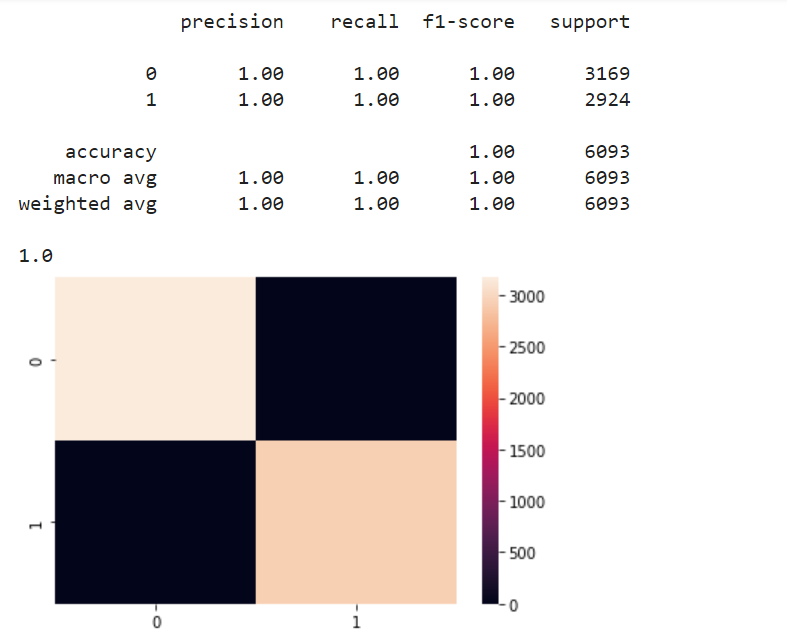 precision recall f1-score support
0 1.00 1.00 1.00 3169
1 1.00 1.00 1.00 2924
accuracy 1.00 6093
macro avg 1.00 1.00 1.00 6093
weighted avg 1.00 1.00 1.00 6093
1.0
0
1
0 1
3000
2500
2000
1500
1000
500
0